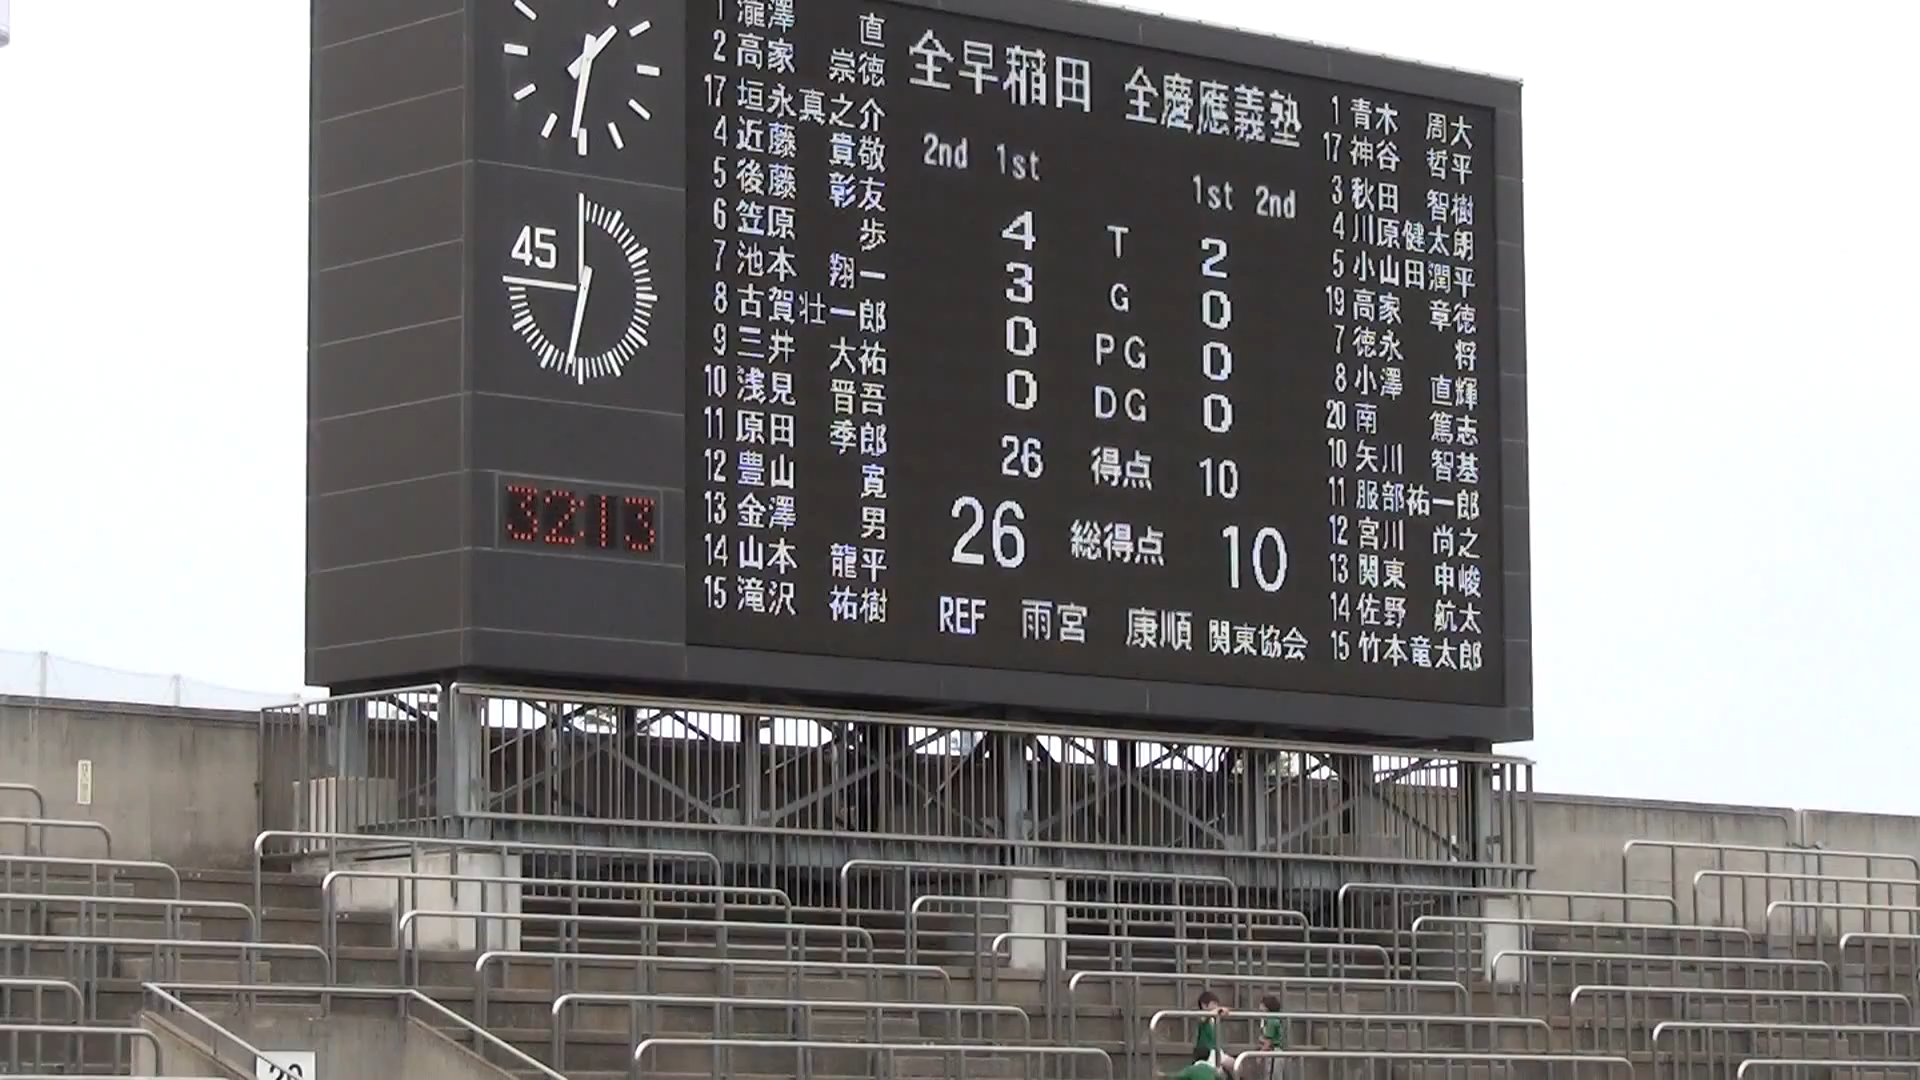 1 瀧澤 直
2 高家 崇徳
17 垣永真之介
4 近藤 貴敬
5 後藤 彰友
6 笠原 歩
7 池本 翔一
8 古賀壮一郎
9 三井 大祐
10 浅見 晋吾
11 原田 季郎
12 豊山 寛
13 金澤 男
14 山本 龍平
15 滝沢 祐樹
45
3213
全早稲田 全慶應義塾
2nd 1st 1st 2nd
4 T 2
3 G 0
0 PG 0
0 DG 0
26 得点 10
26 総得点 10
REF 雨宮 康順 関東協会
1 青木 周大
17 神谷 哲平
3 秋田 智樹
4 川原健太朗
5 小山田潤平
19 高家 章徳
7 徳永 将
8 小澤 直輝
20 南 篤志
10 矢川 智基
11 服部祐一郎
12 宮川 尚之
13 関東 申峻
14 佐野 航太
15 竹本竜太郎